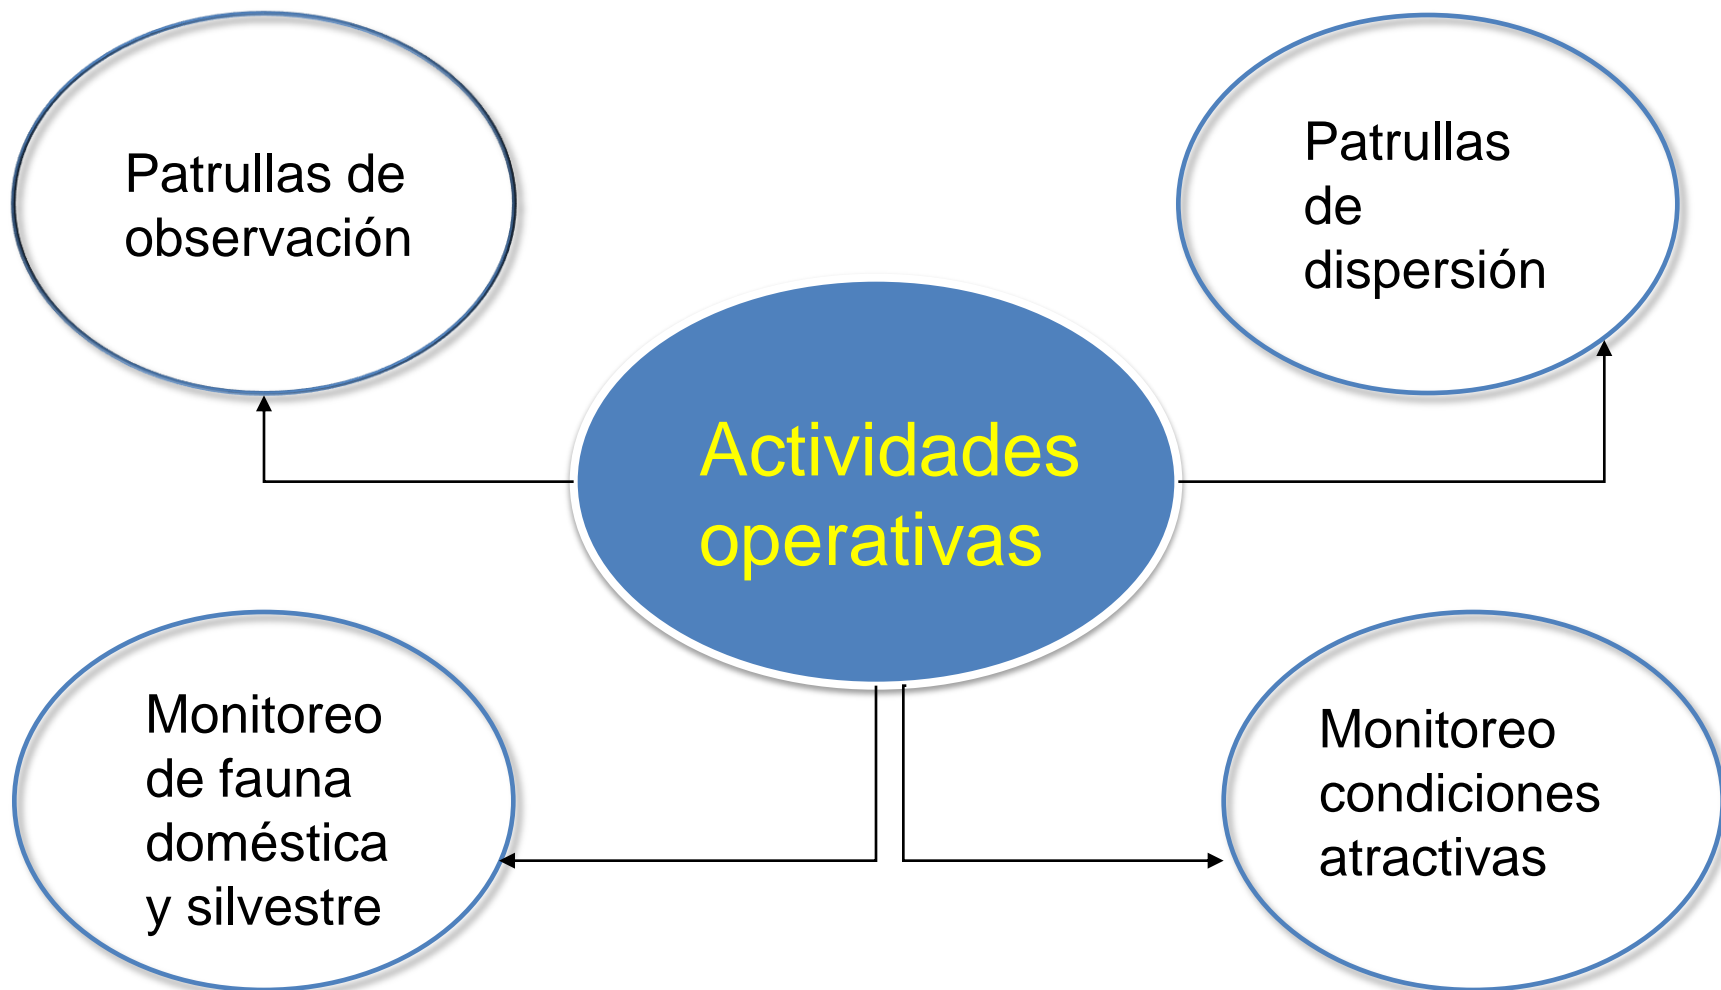 Patrullas de
observación
Patrullas
de
dispersión
Actividades
operativas
Monitoreo
de fauna
doméstica
y silvestre
Monitoreo
condiciones
atractivas